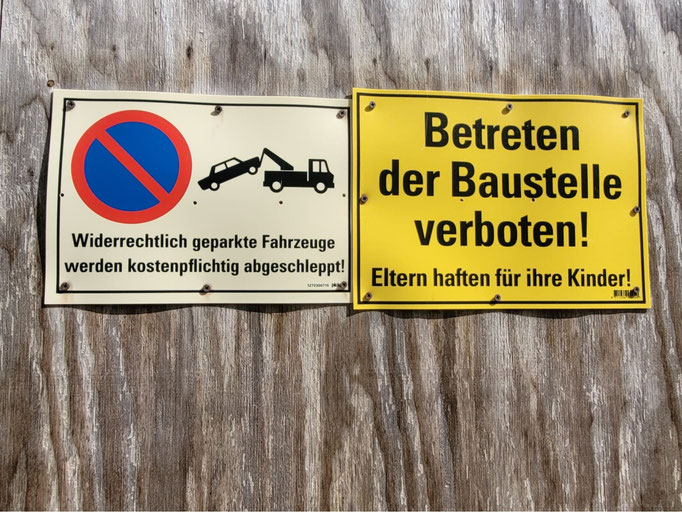 Widerrechtlich geparkte Fahrzeuge
werden kostenpflichtig abgeschleppt!
Betreten
der Baustelle
verboten!
Eltern haften für ihre Kinder!